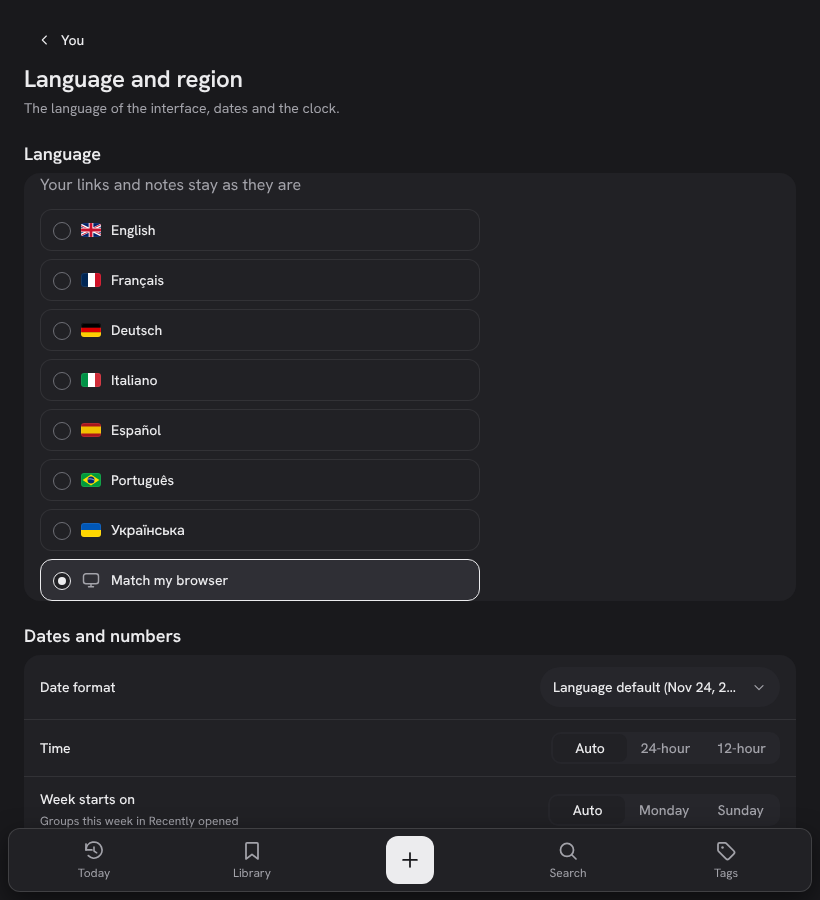 You
Language and region
The language of the interface, dates and the clock.
Language
Your links and notes stay as they are
English
Français
Deutsch
Italiano
Español
Português
Українська
Match my browser
Dates and numbers
Date format
Language default (Nov 24, 2...
Time
Auto 24-hour 12-hour
Week starts on
Groups this week in Recently opened
Auto Monday Sunday
Today Library Search Tags